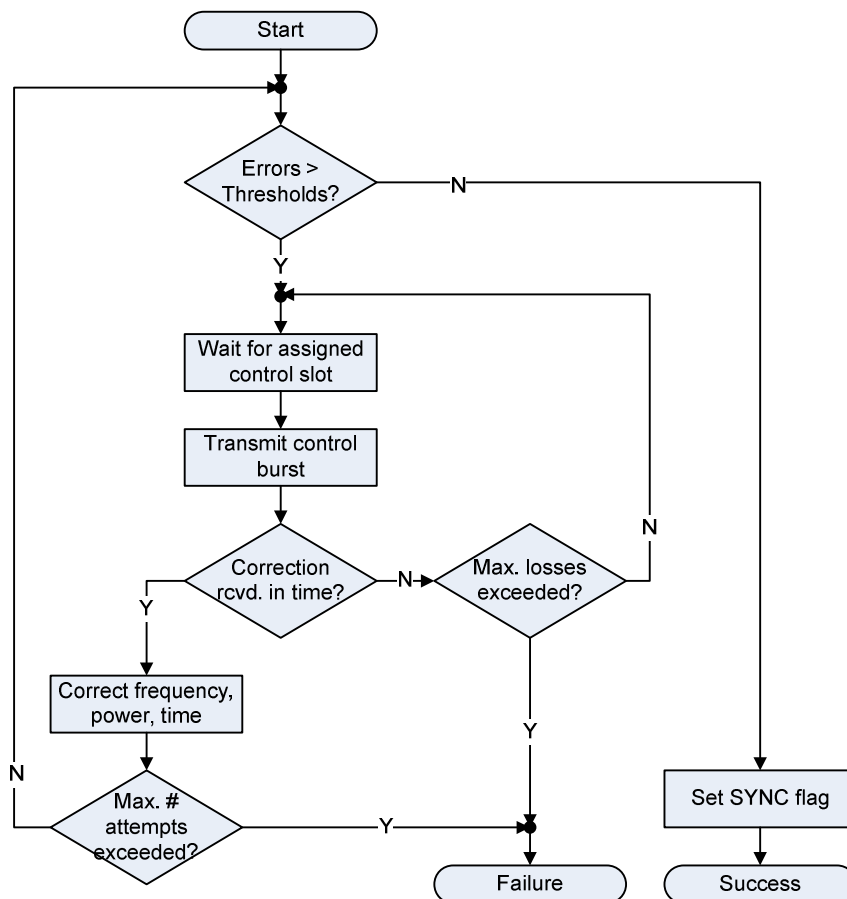 Start
Errors >
Thresholds?
N
Y
Wait for assigned
control slot
Transmit control
burst
N
Correction
rcvd. in time?
N
Max. losses
exceeded?
Y
Correct frequency,
power, time
Y
N
Max. #
attempts
exceeded?
Y
Set SYNC flag
Failure
Success